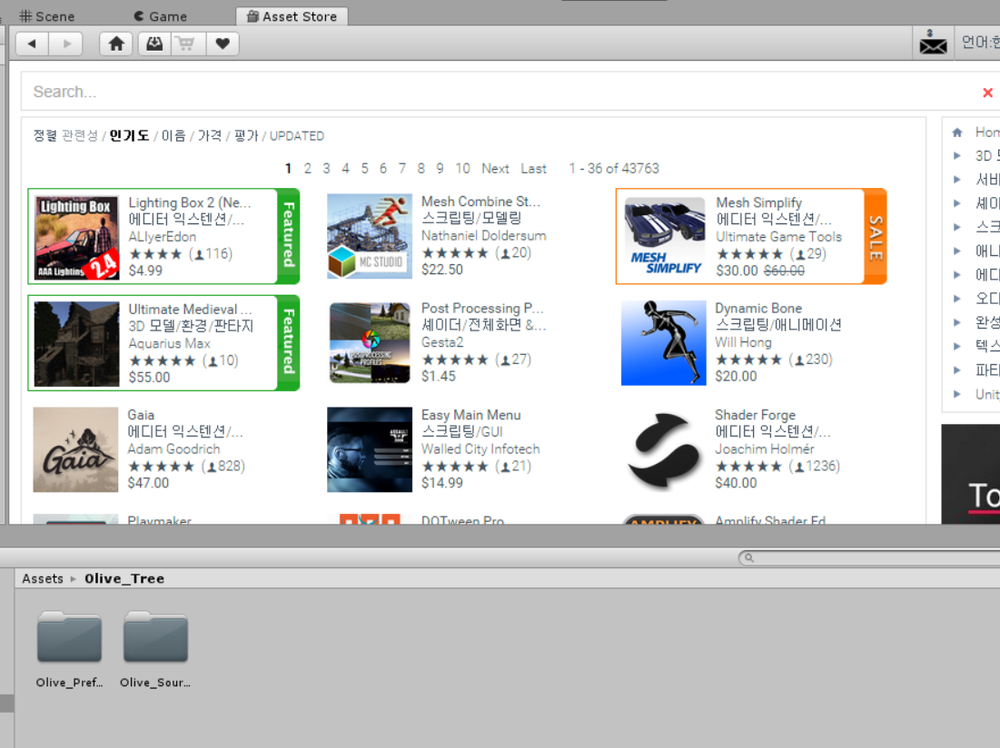 Scene
Game
Asset Store
3
언어:한
Search...
정렬 관련성 / 인기도 / 이름 / 가격 / 평가 / UPDATED
1 2 3 4 5 6 7 8 9 10 Next Last 1 - 36 of 43763
Lighting Box
AAA Lighting
2.4
Lighting Box 2 (Ne...
에디터 익스텐션/...
ALIyerEdon
★★★★ (116)
$4.99
Featured
MC STUDIO
Mesh Combine St...
스크립팅/모델링
Nathaniel Doldersum
★★★★★ (20)
$22.50
MESH
SIMPLIFY
Mesh Simplify
에디터 익스텐션/...
Ultimate Game Tools
★★★★★ (29)
$30.00 $60.00
SALE
Ultimate Medieval ...
3D 모델/환경/판타지
Aquarius Max
★★★★★ (10)
$55.00
Featured
POST PROCESSING
PROFILES
Post Processing P...
셰이더/전체화면 &...
Gesta2
★★★★★ (27)
$1.45
Dynamic Bone
스크립팅/애니메이션
Will Hong
★★★★★ (230)
$20.00
Gaia
Gaia
에디터 익스텐션/...
Adam Goodrich
★★★★★ (828)
$47.00
Easy Main Menu
스크립팅/GUI
Walled City Infotech
★★★★★ (21)
$14.99
Shader Forge
에디터 익스텐션/...
Joachim Holmér
★★★★★ (1236)
$40.00
Playmaker
DOTween Pro
AMPLIFY
Amplify Shader Ed
Hom
3D 모
서비
셰이
스크
애니
에디
오디
완성
텍스
파티
Unit
To
Assets ▸ Olive_Tree
Olive_Pref...
Olive_Sour...